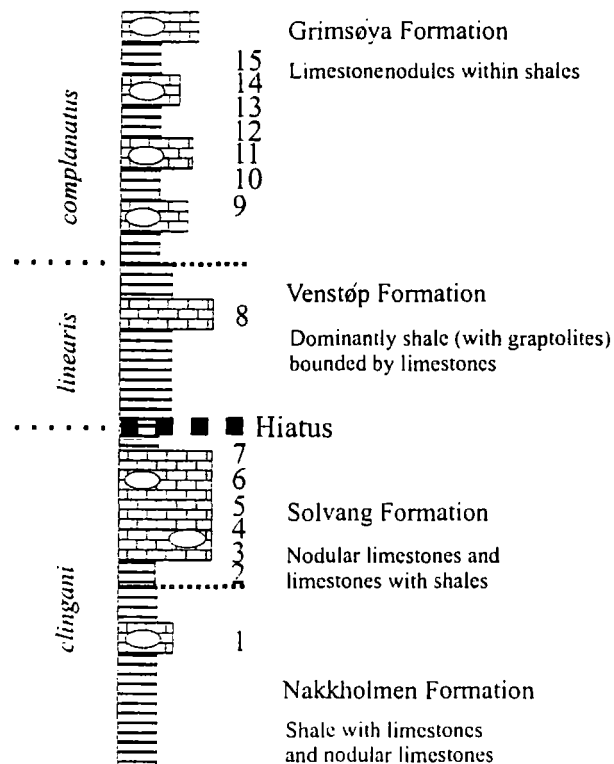 Grimsøya Formation
15
Limestonenodules within shales
14
13
12
11
10
9
complanatus
Venstøp Formation
8
Dominantly shale (with graptolites)
bounded by limestones
linearis
Hiatus
7
6
5
Solvang Formation
4
3
Nodular limestones and
limestones with shales
2
clingani
1
Nakkholmen Formation
Shale with limestones
and nodular limestones